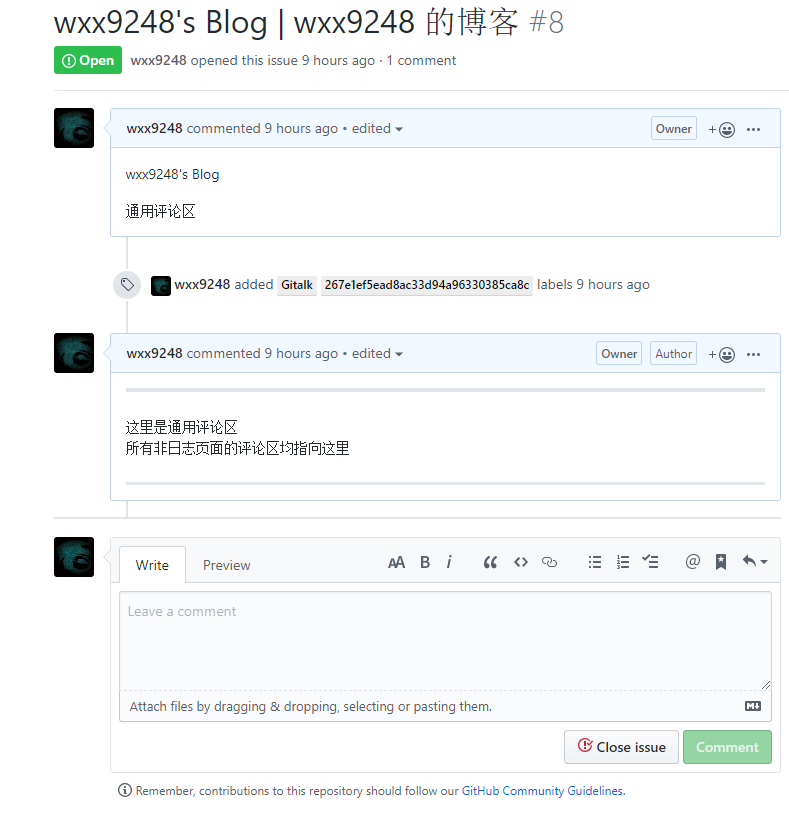 wxx9248's Blog | wxx9248 的博客 #8
Open wxx9248 opened this issue 9 hours ago · 1 comment
wxx9248 commented 9 hours ago • edited Owner
wxx9248's Blog
通用评论区
wxx9248 added Gitalk 267e1ef5ead8ac33d94a96330385ca8c labels 9 hours ago
wxx9248 commented 9 hours ago • edited Owner Author
这里是通用评论区
所有非日志页面的评论区均指向这里
Write Preview AA B i @
Leave a comment
Attach files by dragging & dropping, selecting or pasting them.
Close issue Comment
Remember, contributions to this repository should follow our GitHub Community Guidelines.